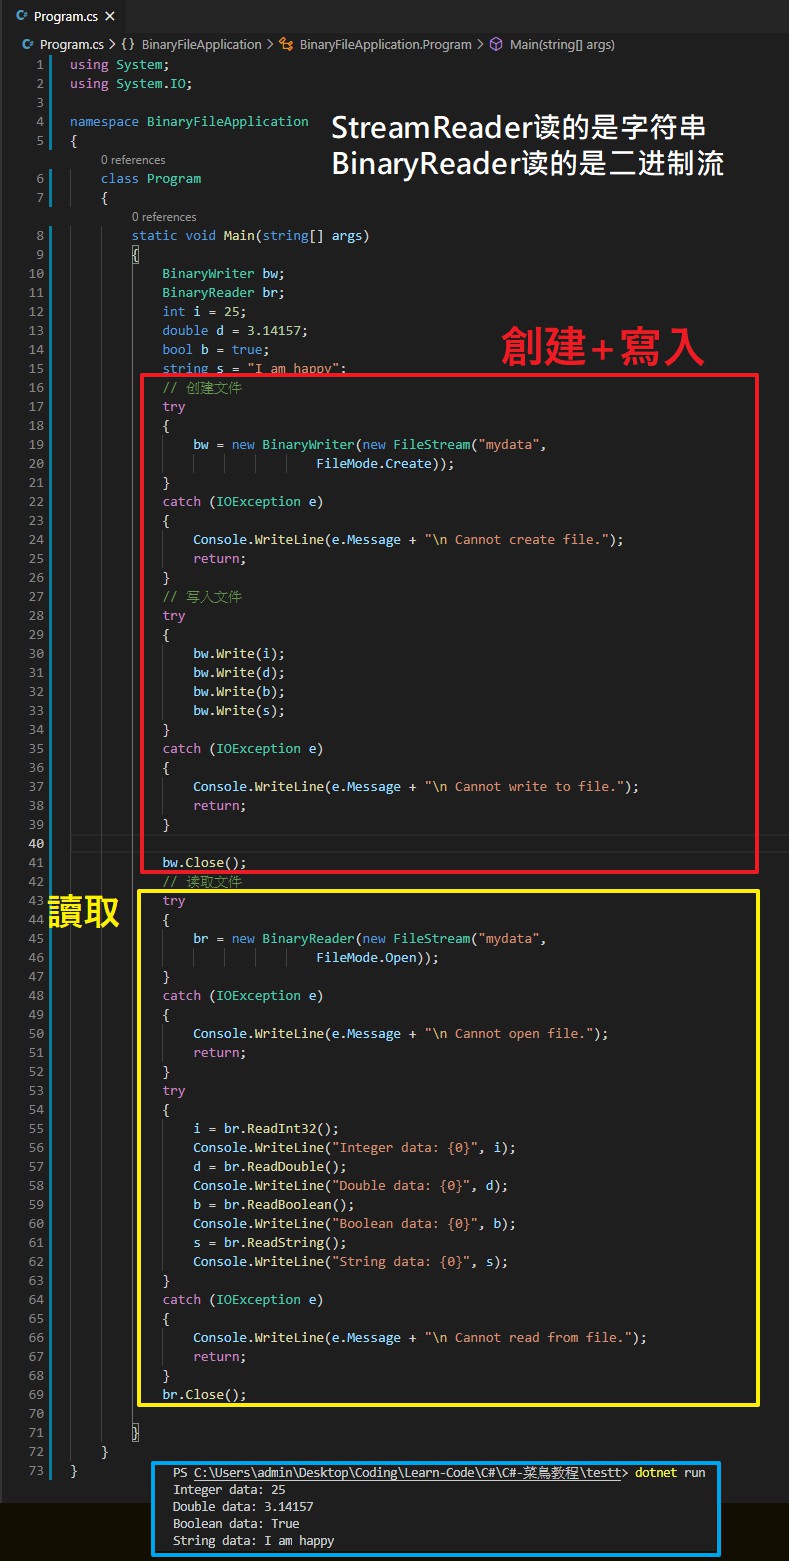 Program.cs ×
Program.cs > {} BinaryFileApplication > BinaryFileApplication.Program > Main(string[] args)
1 using System;
2 using System.IO;
3
4 namespace BinaryFileApplication
StreamReader读的是字符串
5 {
BinaryReader读的是二进制流
0 references
6 class Program
7 {
0 references
8 static void Main(string[] args)
9 {
10 BinaryWriter bw;
11 BinaryReader br;
12 int i = 25;
13 double d = 3.14157;
14 bool b = true;
創建+寫入
15 string s = "I am happy";
16 // 创建文件
17 try
18 {
19 bw = new BinaryWriter(new FileStream("mydata",
20 FileMode.Create));
21 }
22 catch (IOException e)
23 {
24 Console.WriteLine(e.Message + "\n Cannot create file.");
25 return;
26 }
27 // 写入文件
28 try
29 {
30 bw.Write(i);
31 bw.Write(d);
32 bw.Write(b);
33 bw.Write(s);
34 }
35 catch (IOException e)
36 {
37 Console.WriteLine(e.Message + "\n Cannot write to file.");
38 return;
39 }
40
41 bw.Close();
42 // 读取文件
43 try
讀取
44 {
45 br = new BinaryReader(new FileStream("mydata",
46 FileMode.Open));
47 }
48 catch (IOException e)
49 {
50 Console.WriteLine(e.Message + "\n Cannot open file.");
51 return;
52 }
53 try
54 {
55 i = br.ReadInt32();
56 Console.WriteLine("Integer data: {0}", i);
57 d = br.ReadDouble();
58 Console.WriteLine("Double data: {0}", d);
59 b = br.ReadBoolean();
60 Console.WriteLine("Boolean data: {0}", b);
61 s = br.ReadString();
62 Console.WriteLine("String data: {0}", s);
63 }
64 catch (IOException e)
65 {
66 Console.WriteLine(e.Message + "\n Cannot read from file.");
67 return;
68 }
69 br.Close();
70
71 }
72 }
73 }
PS C:\Users\admin\Desktop\Coding\Learn-Code\C#\C#-菜鳥教程\testt> dotnet run
Integer data: 25
Double data: 3.14157
Boolean data: True
String data: I am happy